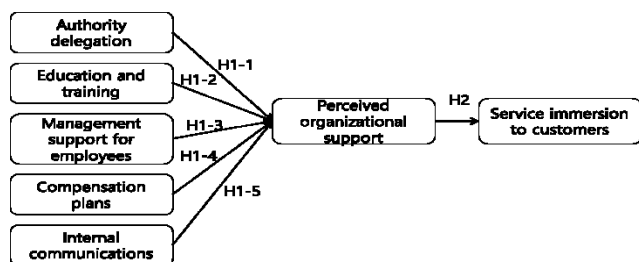 Authority
delegation
H1-1
Education and
training
H1-2
Management
support for
employees
H1-3
H1-4
Compensation
plans
H1-5
Internal
communications
Perceived
organizational
support
H2
Service immersion
to customers